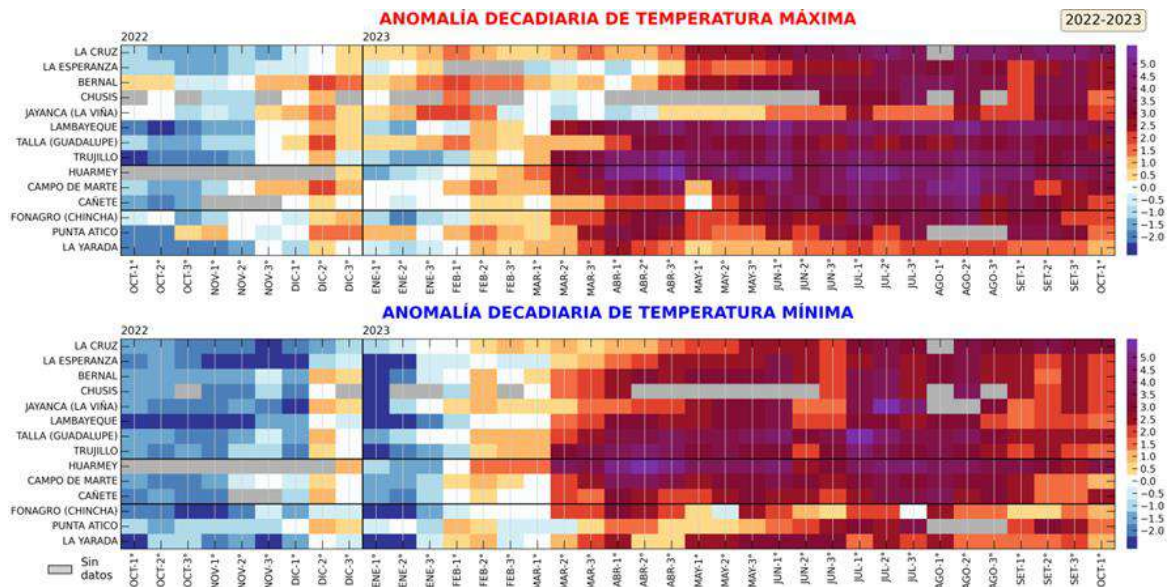 ANOMALÍA DECADIARIA DE TEMPERATURA MÁXIMA
2022-2023
2022 2023
LA CRUZ
LA ESPERANZA
BERNAL
CHUSIS
JAYANCA (LA VIÑA)
LAMBAYEQUE
TALLA (GUADALUPE)
TRUJILLO
HUARMEY
CAMPO DE MARTE
CAÑETE
FONAGRO (CHINCHA)
PUNTA ATICO
LA YARADA
5.0
4.5
4.0
3.5
3.0
2.5
2.0
1.5
1.0
0.5
0.0
−0.5
−1.0
−1.5
−2.0
OCT-1° OCT-2° OCT-3° NOV-1° NOV-2° NOV-3° DIC-1° DIC-2° DIC-3° ENE-1° ENE-2° ENE-3° FEB-1° FEB-2° FEB-3° MAR-1° MAR-2° MAR-3° ABR-1° ABR-2° ABR-3° MAY-1° MAY-2° MAY-3° JUN-1° JUN-2° JUN-3° JUL-1° JUL-2° JUL-3° AGO-1° AGO-2° AGO-3° SET-1° SET-2° SET-3° OCT-1°
ANOMALÍA DECADIARIA DE TEMPERATURA MÍNIMA
2022 2023
LA CRUZ
LA ESPERANZA
BERNAL
CHUSIS
JAYANCA (LA VIÑA)
LAMBAYEQUE
TALLA (GUADALUPE)
TRUJILLO
HUARMEY
CAMPO DE MARTE
CAÑETE
FONAGRO (CHINCHA)
PUNTA ATICO
LA YARADA
5.0
4.5
4.0
3.5
3.0
2.5
2.0
1.5
1.0
0.5
0.0
−0.5
−1.0
−1.5
−2.0
Sin
datos
OCT-1° OCT-2° OCT-3° NOV-1° NOV-2° NOV-3° DIC-1° DIC-2° DIC-3° ENE-1° ENE-2° ENE-3° FEB-1° FEB-2° FEB-3° MAR-1° MAR-2° MAR-3° ABR-1° ABR-2° ABR-3° MAY-1° MAY-2° MAY-3° JUN-1° JUN-2° JUN-3° JUL-1° JUL-2° JUL-3° AGO-1° AGO-2° AGO-3° SET-1° SET-2° SET-3° OCT-1°